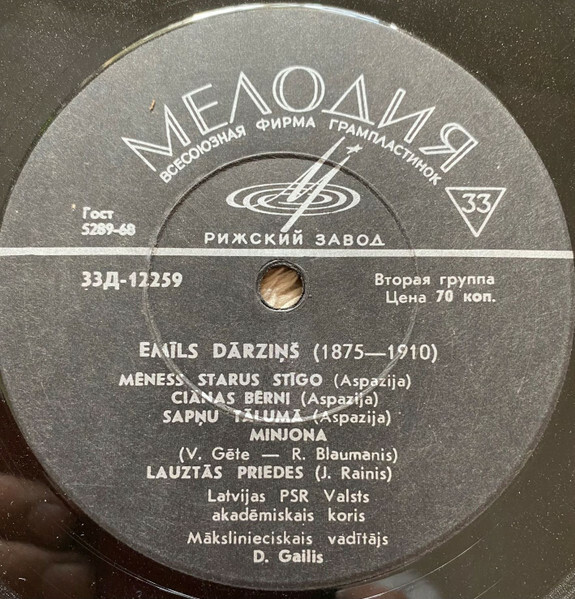 МЕЛОДИЯ
ВСЕСОЮЗНАЯ ФИРМА ГРАМПЛАСТИНОК
33
РИЖСКИЙ ЗАВОД
Гост
5289-68
33Д-12259
Вторая группа
Цена 70 коп.
EMĪLS DĀRZIŅŠ (1875—1910)
MĒNESS STARUS STĪGO (Aspazija)
CIĀNAS BĒRNI (Aspazija)
SAPŅU TĀLUMĀ (Aspazija)
MINJONA
(V. Gēte — R. Blaumanis)
LAUZTĀS PRIEDES (J. Rainis)
Latvijas PSR Valsts
akadēmiskais koris
Mākslinieciskais vadītājs
D. Gailis